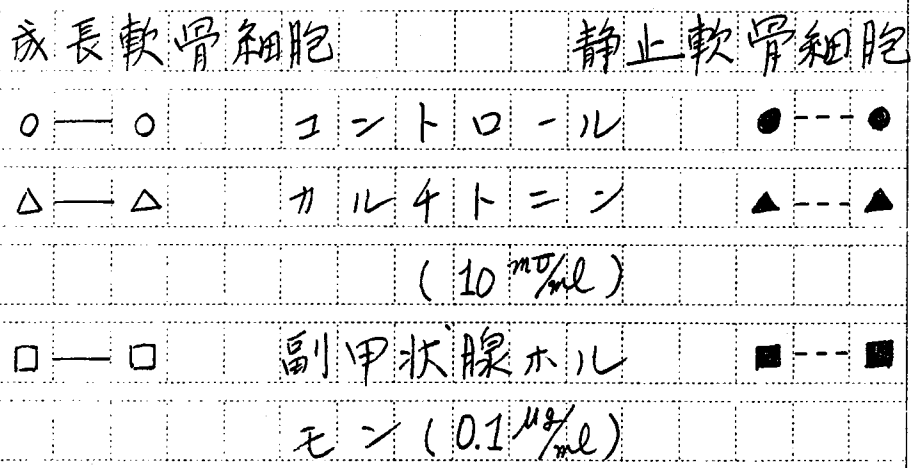 成長軟骨細胞 静止軟骨細胞
○—○ コントロール ●---●
△—△ カルチトニン ▲---▲
(10 mU/ml)
□—□ 副甲状腺ホル ■---■
モン(0.1 μg/ml)